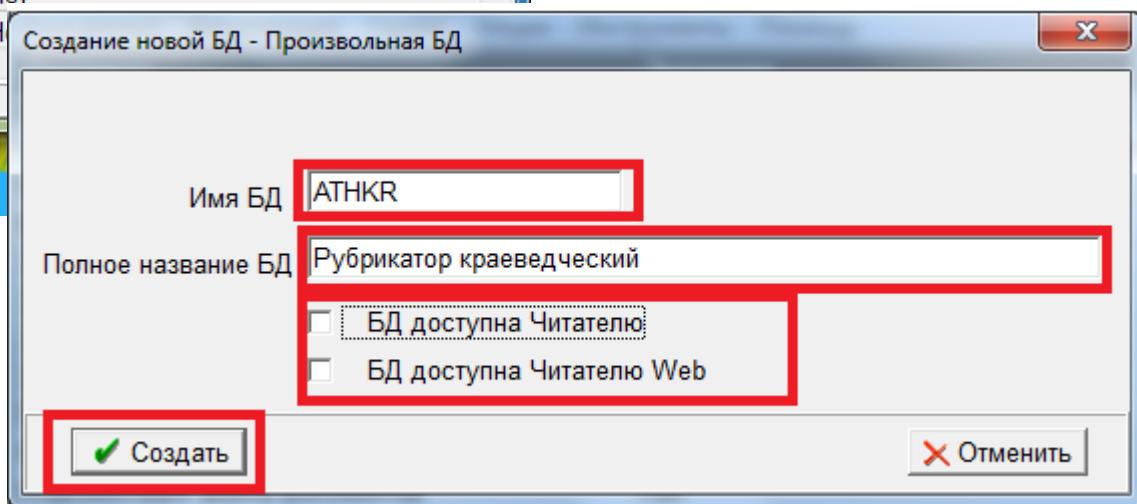 Создание новой БД - Произвольная БД
Имя БД ATHKR
Полное название БД Рубрикатор краеведческий
БД доступна Читателю
БД доступна Читателю Web
Создать Отменить